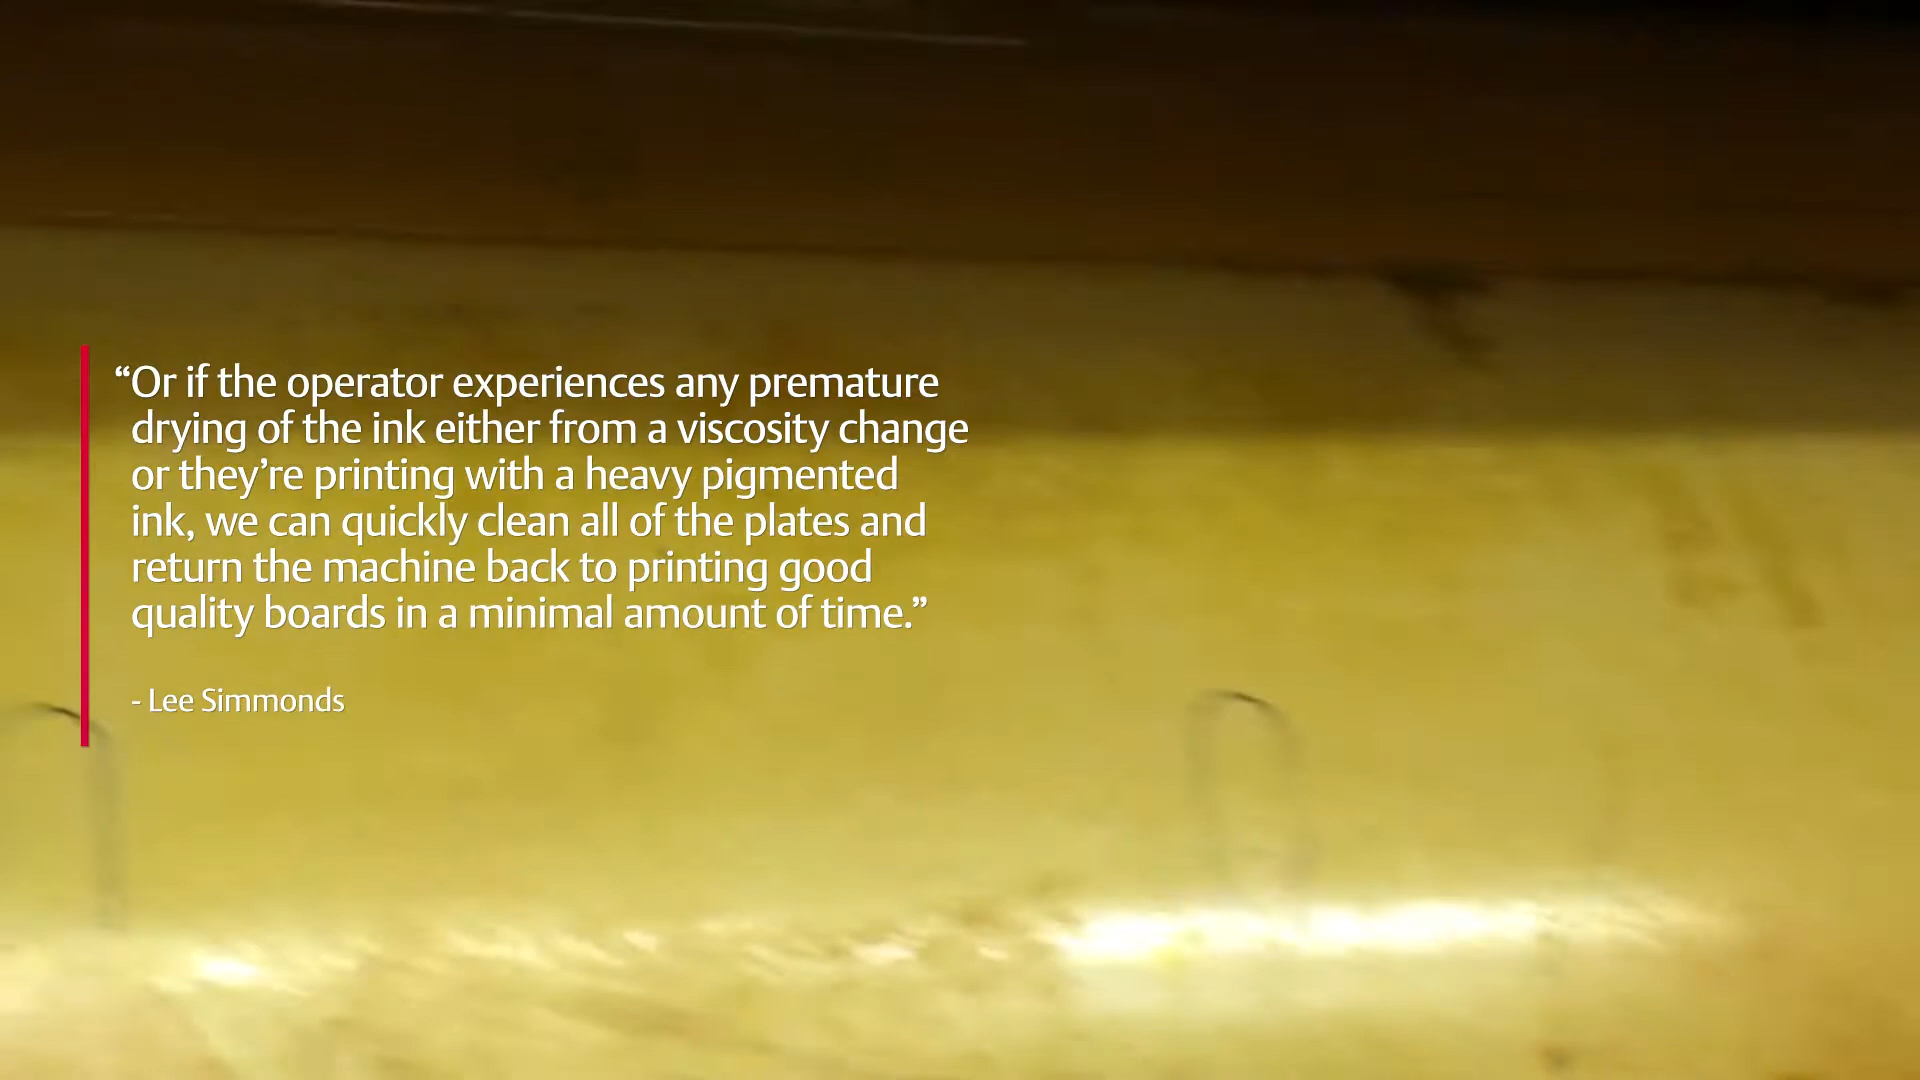 “Or if the operator experiences any premature
drying of the ink either from a viscosity change
or they’re printing with a heavy pigmented
ink, we can quickly clean all of the plates and
return the machine back to printing good
quality boards in a minimal amount of time.”
- Lee Simmonds